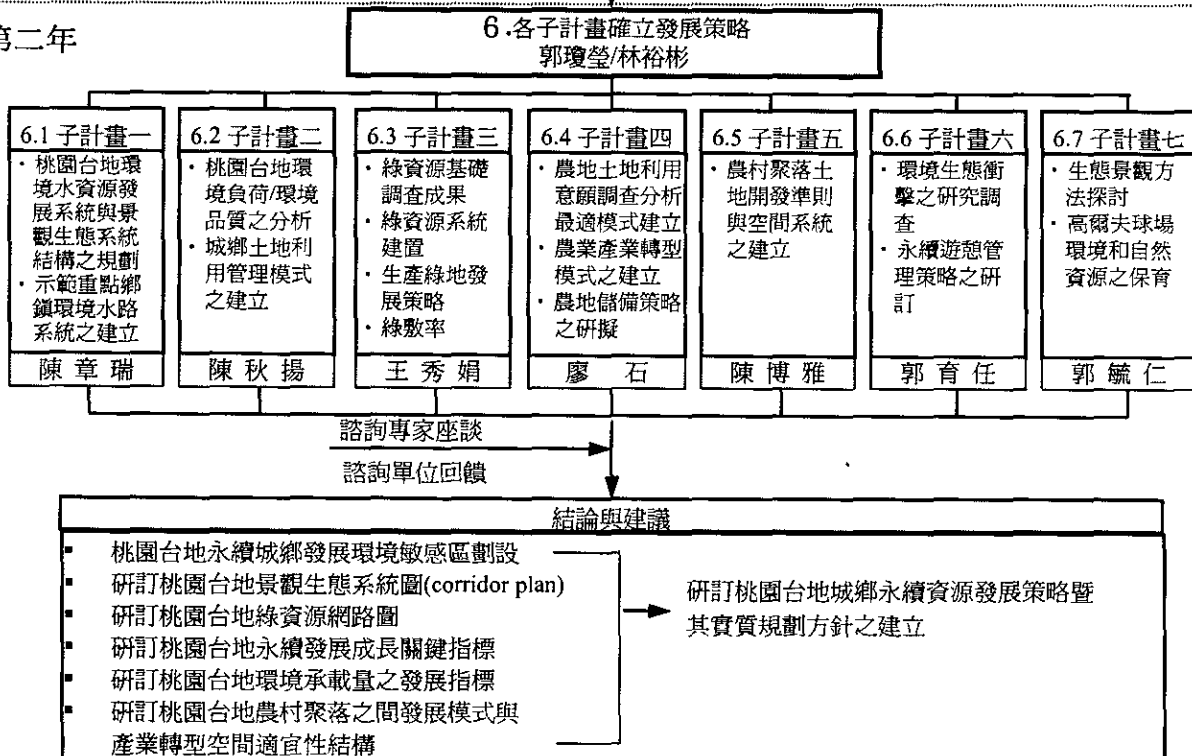 第二年
6.各子計畫確立發展策略
郭瓊瑩/林裕彬
6.1 子計畫一
· 桃園台地環
境水資源發
展系統與景
觀生態系統
結構之規劃
· 示範重點鄉
鎮環境水路
系統之建立
陳章瑞
6.2 子計畫二
· 桃園台地環
境負荷/環境
品質之分析
· 城鄉土地利
用管理模式
之建立
陳秋揚
6.3 子計畫三
· 綠資源基礎
調查成果
· 綠資源系統
建置
· 生產綠地發
展策略
· 綠敷率
王秀娟
6.4 子計畫四
· 農地土地利用
意願調查分析
最適模式建立
· 農業產業轉型
模式之建立
· 農地儲備策略
之研擬
廖石
6.5 子計畫五
· 農村聚落土
地開發準則
與空間系統
之建立
陳博雅
6.6 子計畫六
· 環境生態衝
擊之研究調
查
· 永續遊憩管
理策略之研
訂
郭育任
6.7 子計畫七
· 生態景觀方
法探討
· 高爾夫球場
環境和自然
資源之保育
郭毓仁
諮詢專家座談
諮詢單位回饋
結論與建議
▪ 桃園台地永續城鄉發展環境敏感區劃設
▪ 研訂桃園台地景觀生態系統圖(corridor plan)
▪ 研訂桃園台地綠資源網路圖
▪ 研訂桃園台地永續發展成長關鍵指標
▪ 研訂桃園台地環境承載量之發展指標
▪ 研訂桃園台地農村聚落之間發展模式與
產業轉型空間適宜性結構
研訂桃園台地城鄉永續資源發展策略暨
其實質規劃方針之建立